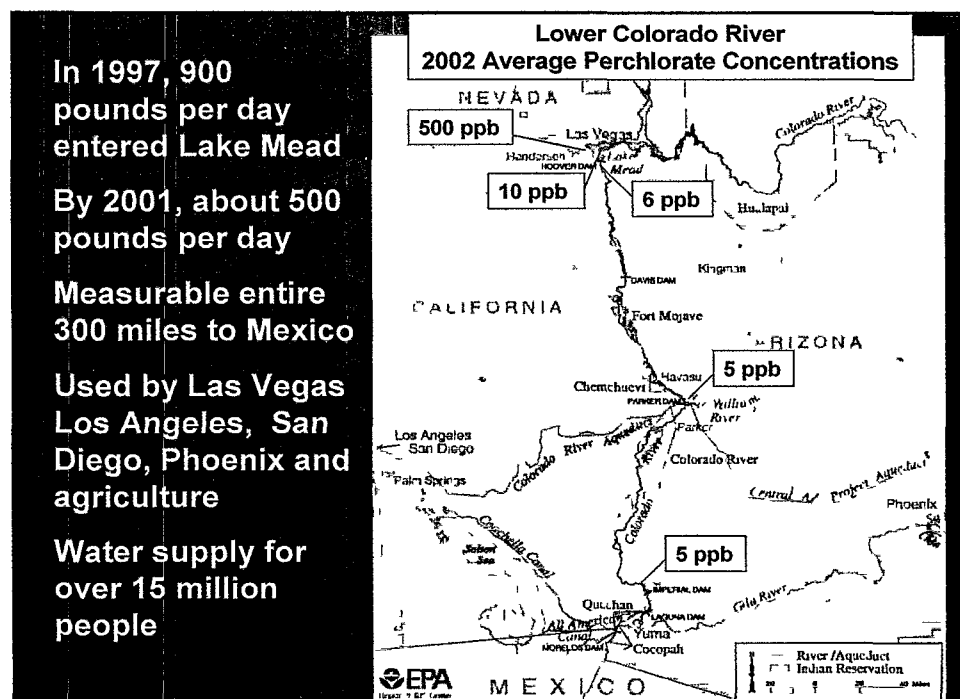 In 1997, 900
pounds per day
entered Lake Mead
By 2001, about 500
pounds per day
Measurable entire
300 miles to Mexico
Used by Las Vegas
Los Angeles, San
Diego, Phoenix and
agriculture
Water supply for
over 15 million
people
Lower Colorado River
2002 Average Perchlorate Concentrations
NEVADA
500 ppb
Las Vegas
Colorado River
Henderson
HOOVER DAM
Lake
Mead
10 ppb
6 ppb
Hualapai
Kingman
DAVIS DAM
CALIFORNIA
Fort Mojave
RIZONA
5 ppb
Havasu
Chemehuevi
PARKER DAM
River
Parker
Los Angeles
San Diego
Colorado River Aqueduct
River
Colorado River
Palm Springs
Colorado
Central
Project Aqueduct
Phoenix
Coachella Canal
Salton
Sea
5 ppb
IMPERIAL DAM
Gila River
Quechan
LAGUNA DAM
All American
Canal
Yuma
MORELOS DAM
Cocopah
EPA
MEXICO
River /Aqueduct
Indian Reservation